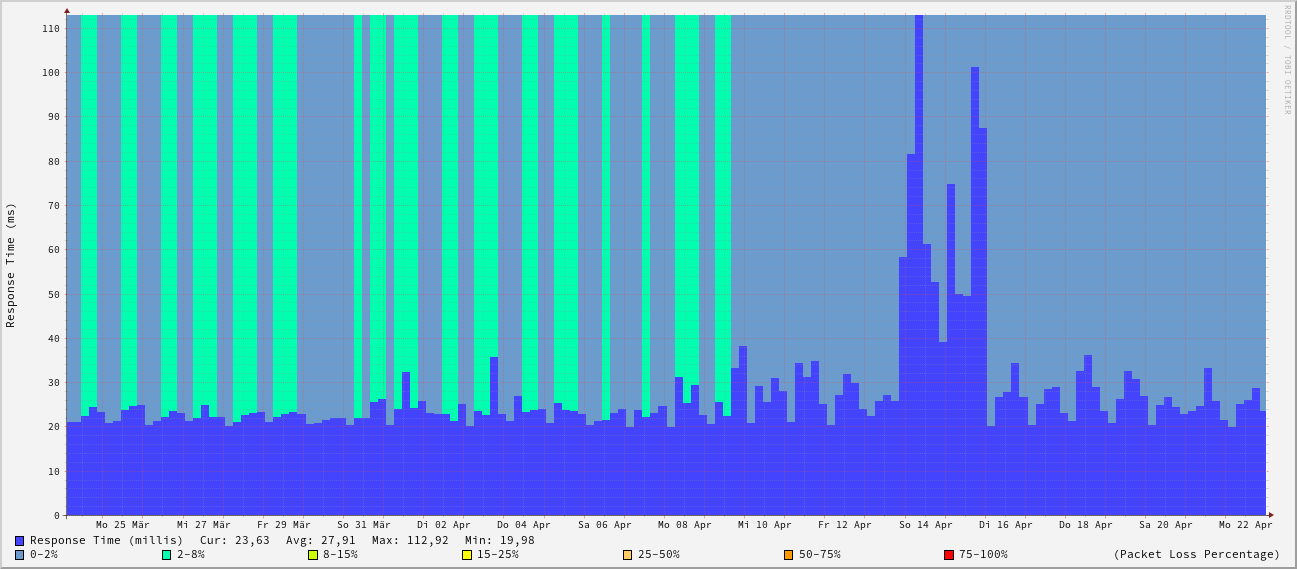 RRDTOOL / TOBI OETIKER
Response Time (ms)
110
100
90
80
70
60
50
40
30
20
10
0
Mo 25 Mär Mi 27 Mär Fr 29 Mär So 31 Mär Di 02 Apr Do 04 Apr Sa 06 Apr Mo 08 Apr Mi 10 Apr Fr 12 Apr So 14 Apr Di 16 Apr Do 18 Apr Sa 20 Apr Mo 22 Apr
Response Time (millis) Cur: 23,63 Avg: 27,91 Max: 112,92 Min: 19,98
0-2% 2-8% 8-15% 15-25% 25-50% 50-75% 75-100% (Packet Loss Percentage)